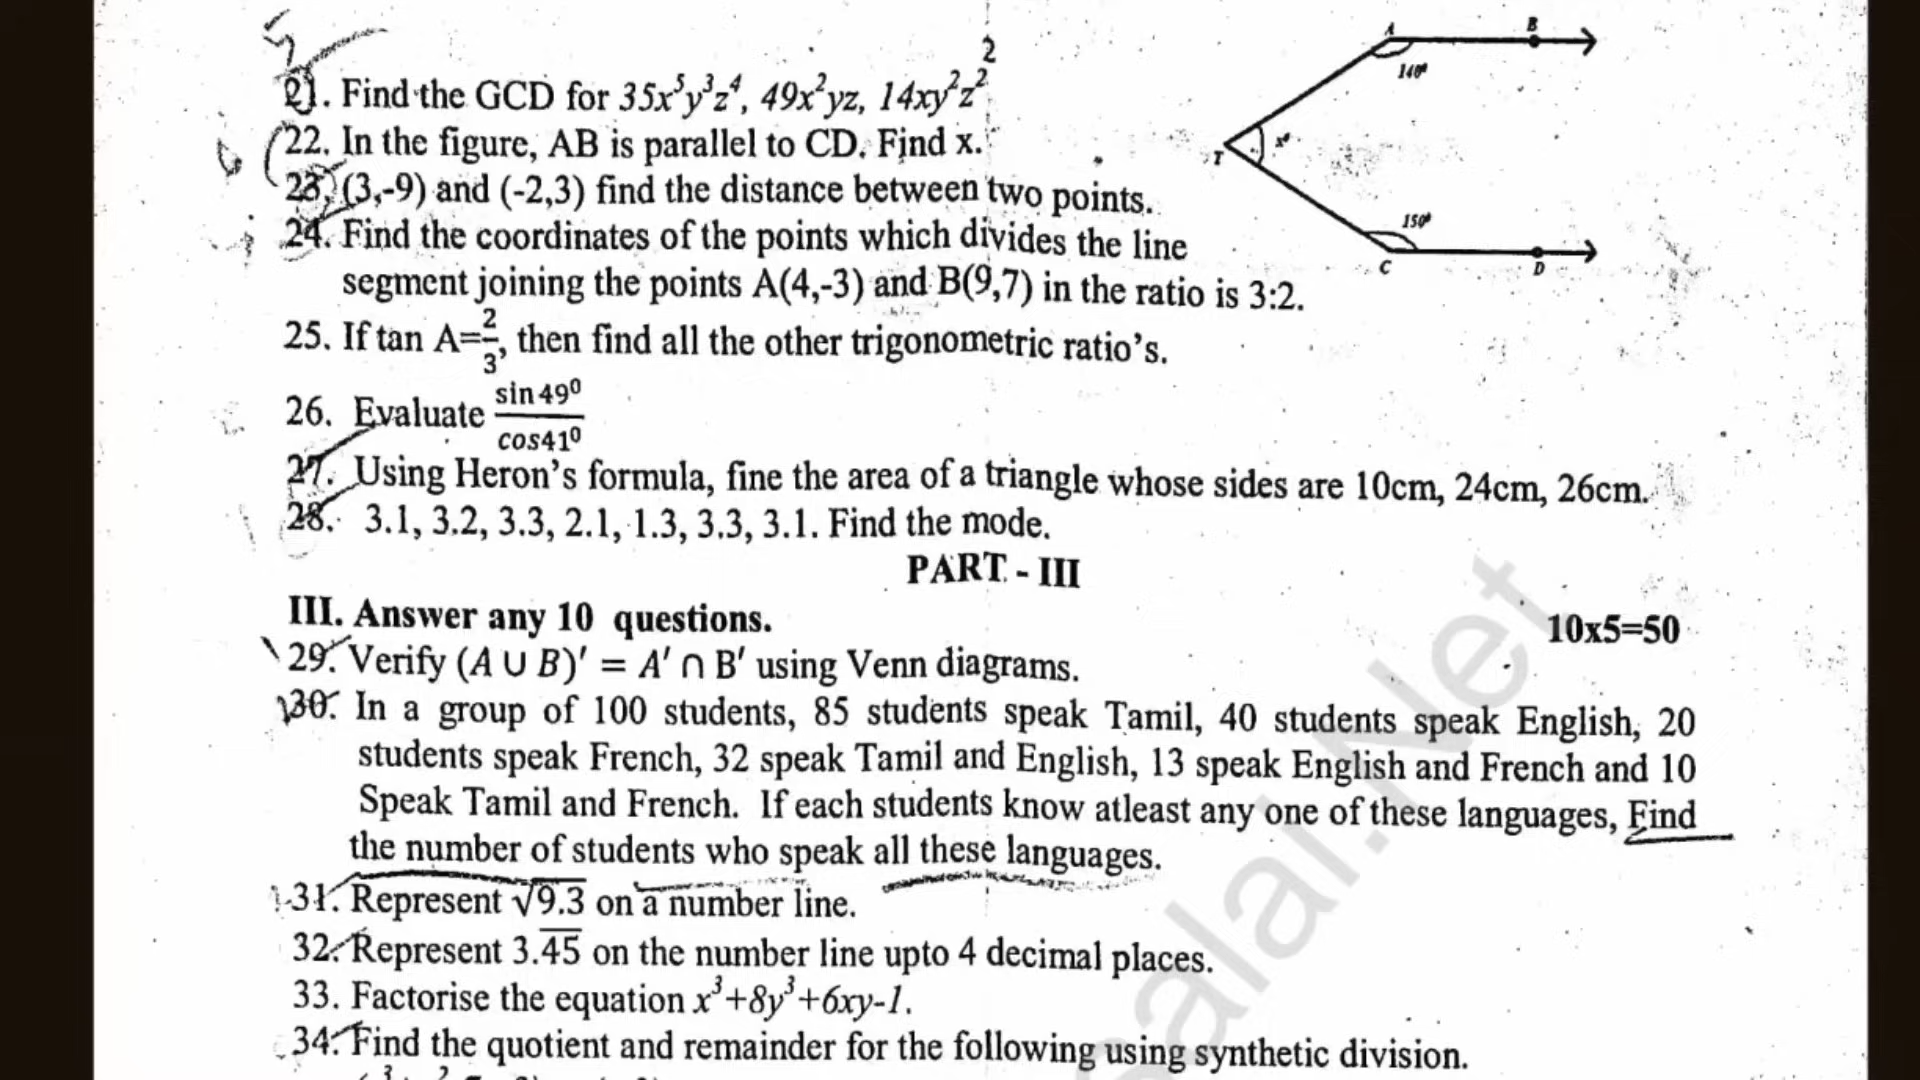 2
21. Find the GCD for 35x⁵y³z⁴, 49x²yz, 14xy²z²
22. In the figure, AB is parallel to CD. Find x.
23. (3,-9) and (-2,3) find the distance between two points.
24. Find the coordinates of the points which divides the line
segment joining the points A(4,-3) and B(9,7) in the ratio is 3:2.
A B
140°
T x°
150°
C D
25. If tan A=2/3, then find all the other trigonometric ratio's.
26. Evaluate sin 49⁰/cos41⁰
27. Using Heron's formula, fine the area of a triangle whose sides are 10cm, 24cm, 26cm.
28. 3.1, 3.2, 3.3, 2.1, 1.3, 3.3, 3.1. Find the mode.
PART - III
III. Answer any 10 questions. 10x5=50
29. Verify (A ∪ B)′ = A′ ∩ B′ using Venn diagrams.
30. In a group of 100 students, 85 students speak Tamil, 40 students speak English, 20
students speak French, 32 speak Tamil and English, 13 speak English and French and 10
Speak Tamil and French. If each students know atleast any one of these languages, Find
the number of students who speak all these languages.
31. Represent √9.3 on a number line.
32. Represent 3.4̅5̅ on the number line upto 4 decimal places.
33. Factorise the equation x³+8y³+6xy-1.
34. Find the quotient and remainder for the following using synthetic division.